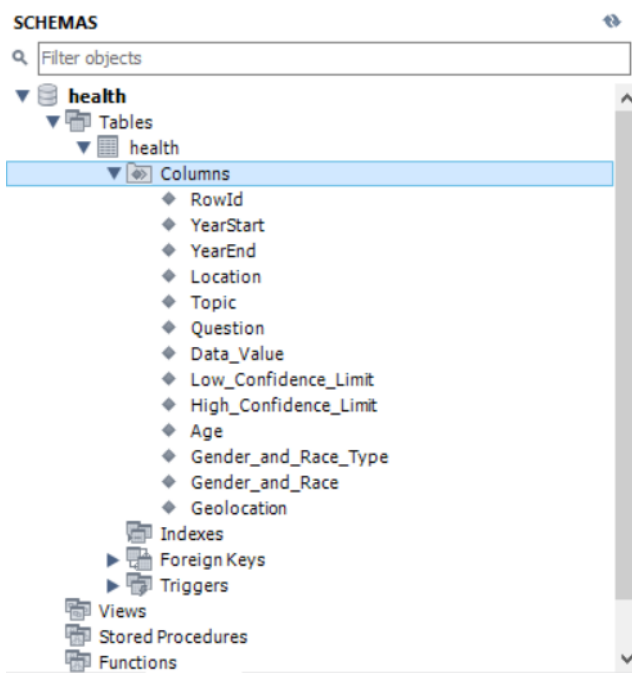 SCHEMAS
Filter objects
health
Tables
health
Columns
RowId
YearStart
YearEnd
Location
Topic
Question
Data_Value
Low_Confidence_Limit
High_Confidence_Limit
Age
Gender_and_Race_Type
Gender_and_Race
Geolocation
Indexes
Foreign Keys
Triggers
Views
Stored Procedures
Functions